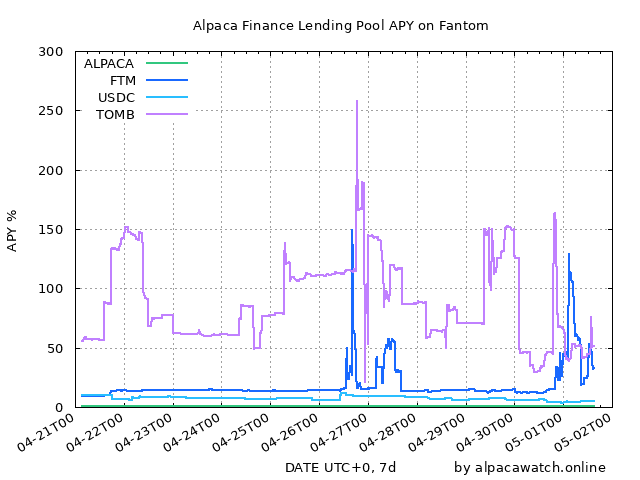 Alpaca Finance Lending Pool APY on Fantom
300
250
200
150
100
50
0
APY %
ALPACA
FTM
USDC
TOMB
04-21T00
04-22T00
04-23T00
04-24T00
04-25T00
04-26T00
04-27T00
04-28T00
04-29T00
04-30T00
05-01T00
05-02T00
DATE UTC+0, 7d
by alpacawatch.online